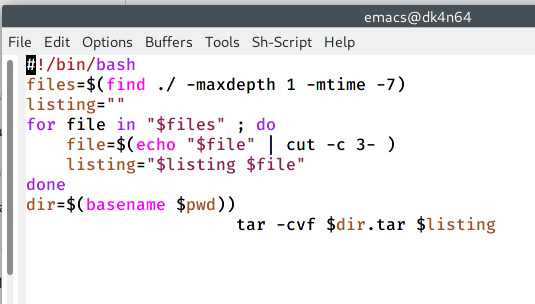 emacs@dk4n64
File Edit Options Buffers Tools Sh-Script Help
#!/bin/bash
files=$(find ./ -maxdepth 1 -mtime -7)
listing=""
for file in "$files" ; do
    file=$(echo "$file" | cut -c 3- )
    listing="$listing $file"
done
dir=$(basename $pwd))
                     tar -cvf $dir.tar $listing